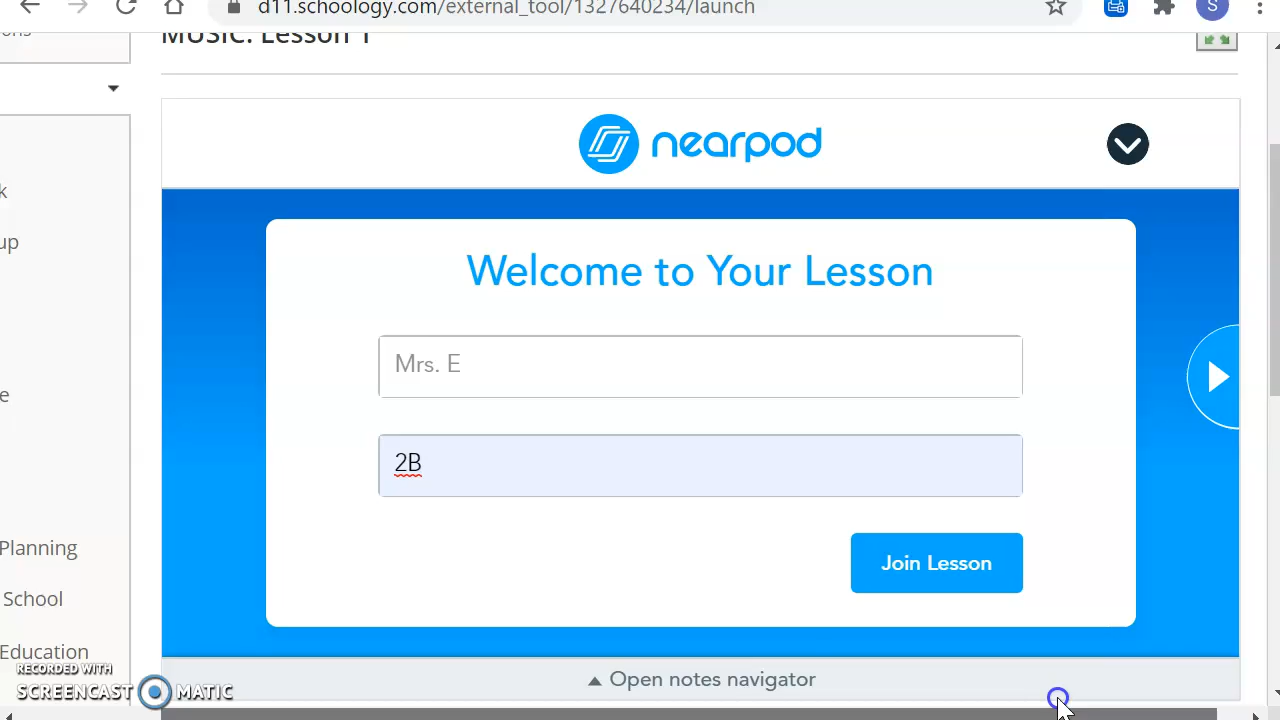 d11.schoology.com/external_tool/1327640234/launch
S
MUSIC: Lesson 1
nearpod
k
up
Welcome to Your Lesson
Mrs. E
e
2B
Planning
Join Lesson
School
Education
RECORDED WITH
SCREENCAST MATIC
Open notes navigator